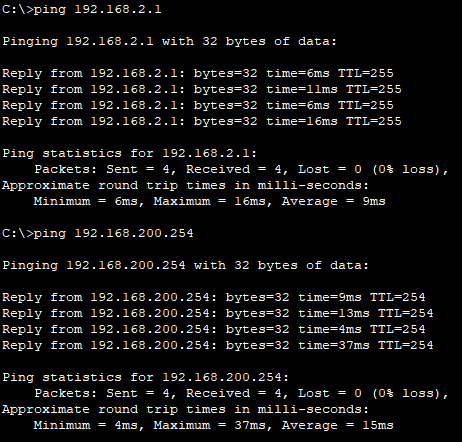 C:\>ping 192.168.2.1
Pinging 192.168.2.1 with 32 bytes of data:
Reply from 192.168.2.1: bytes=32 time=6ms TTL=255
Reply from 192.168.2.1: bytes=32 time=11ms TTL=255
Reply from 192.168.2.1: bytes=32 time=6ms TTL=255
Reply from 192.168.2.1: bytes=32 time=16ms TTL=255
Ping statistics for 192.168.2.1:
    Packets: Sent = 4, Received = 4, Lost = 0 (0% loss),
Approximate round trip times in milli-seconds:
    Minimum = 6ms, Maximum = 16ms, Average = 9ms
C:\>ping 192.168.200.254
Pinging 192.168.200.254 with 32 bytes of data:
Reply from 192.168.200.254: bytes=32 time=9ms TTL=254
Reply from 192.168.200.254: bytes=32 time=13ms TTL=254
Reply from 192.168.200.254: bytes=32 time=4ms TTL=254
Reply from 192.168.200.254: bytes=32 time=37ms TTL=254
Ping statistics for 192.168.200.254:
    Packets: Sent = 4, Received = 4, Lost = 0 (0% loss),
Approximate round trip times in milli-seconds:
    Minimum = 4ms, Maximum = 37ms, Average = 15ms